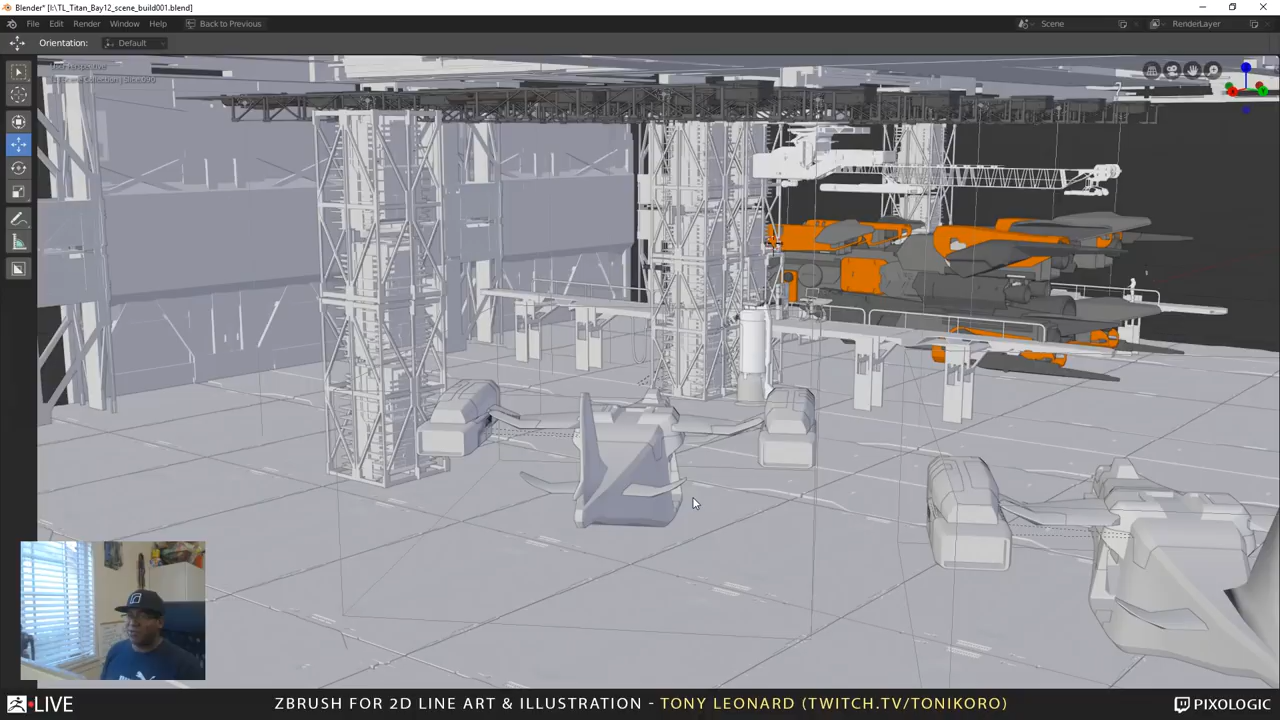 Blender* [I:\TL_Titan_Bay12_scene_build001.blend]
File Edit Render Window Help Back to Previous Scene RenderLayer
Orientation: Default
LIVE ZBRUSH FOR 2D LINE ART & ILLUSTRATION - TONY LEONARD (TWITCH.TV/TONIKORO) PIXOLOGIC